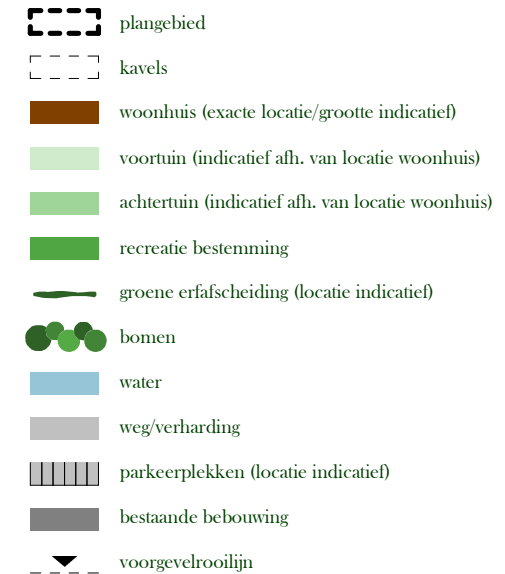 plangebied
kavels
woonhuis (exacte locatie/grootte indicatief)
voortuin (indicatief afh. van locatie woonhuis)
achtertuin (indicatief afh. van locatie woonhuis)
recreatie bestemming
groene erfafscheiding (locatie indicatief)
bomen
water
weg/verharding
parkeerplekken (locatie indicatief)
bestaande bebouwing
voorgevelrooilijn